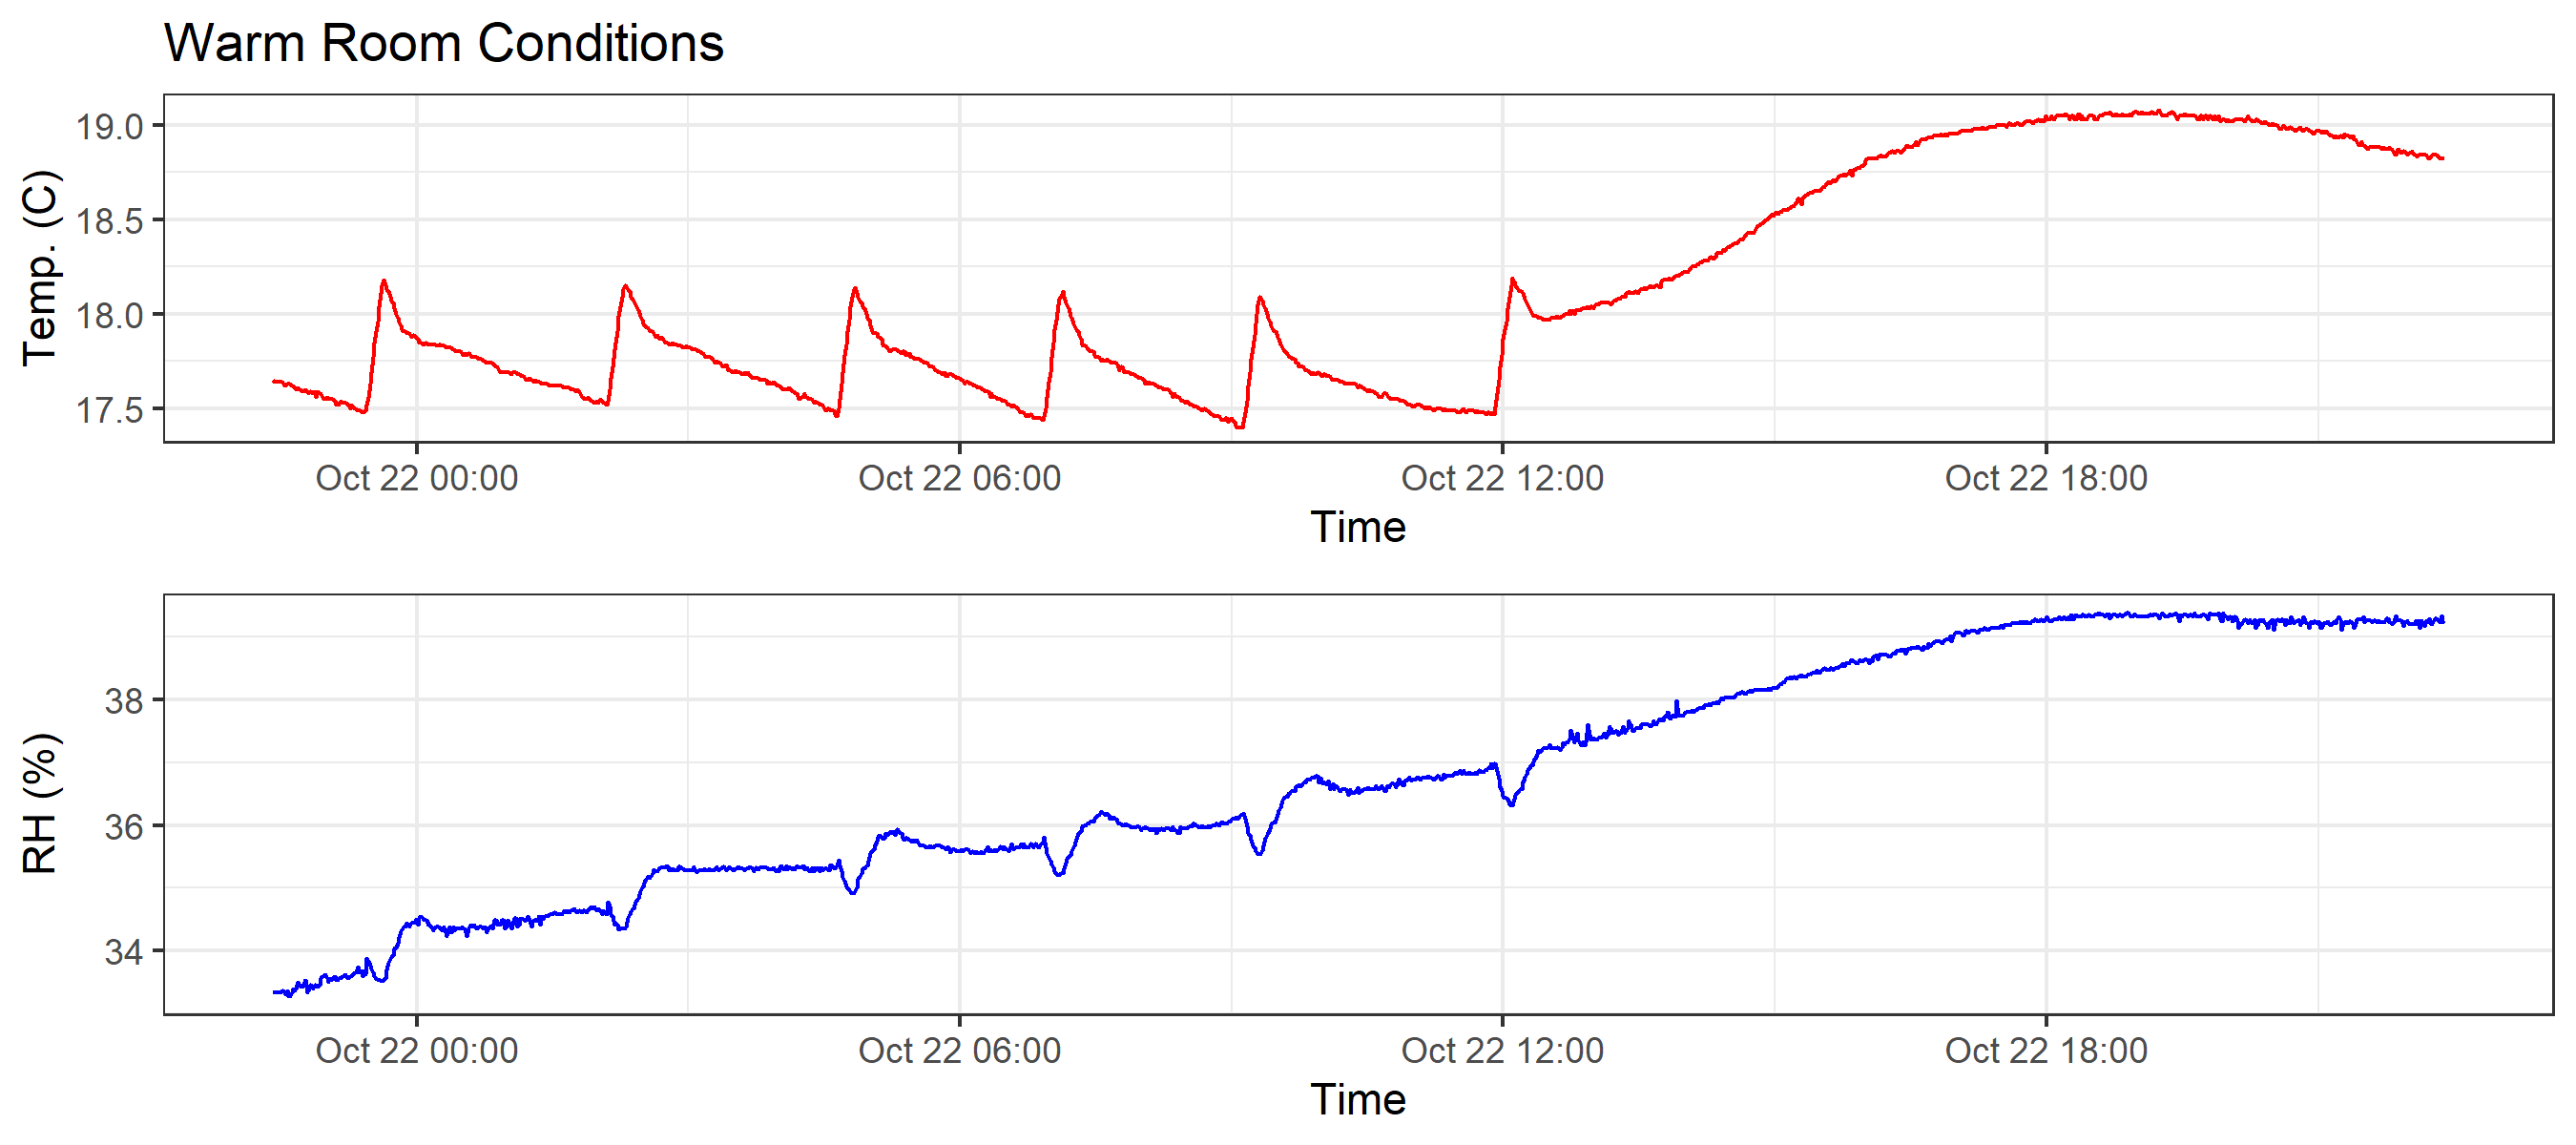 Warm Room Conditions
19.0
18.5
18.0
17.5
Temp. (C)
Oct 22 00:00 Oct 22 06:00 Oct 22 12:00 Oct 22 18:00
Time
38
36
34
RH (%)
Oct 22 00:00 Oct 22 06:00 Oct 22 12:00 Oct 22 18:00
Time